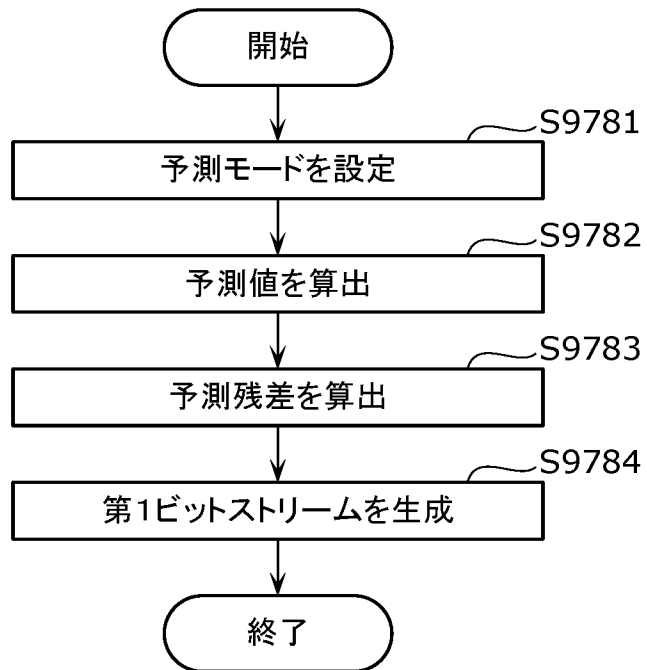 開始
S9781
予測モードを設定
S9782
予測値を算出
S9783
予測残差を算出
S9784
第1ビットストリームを生成
終了